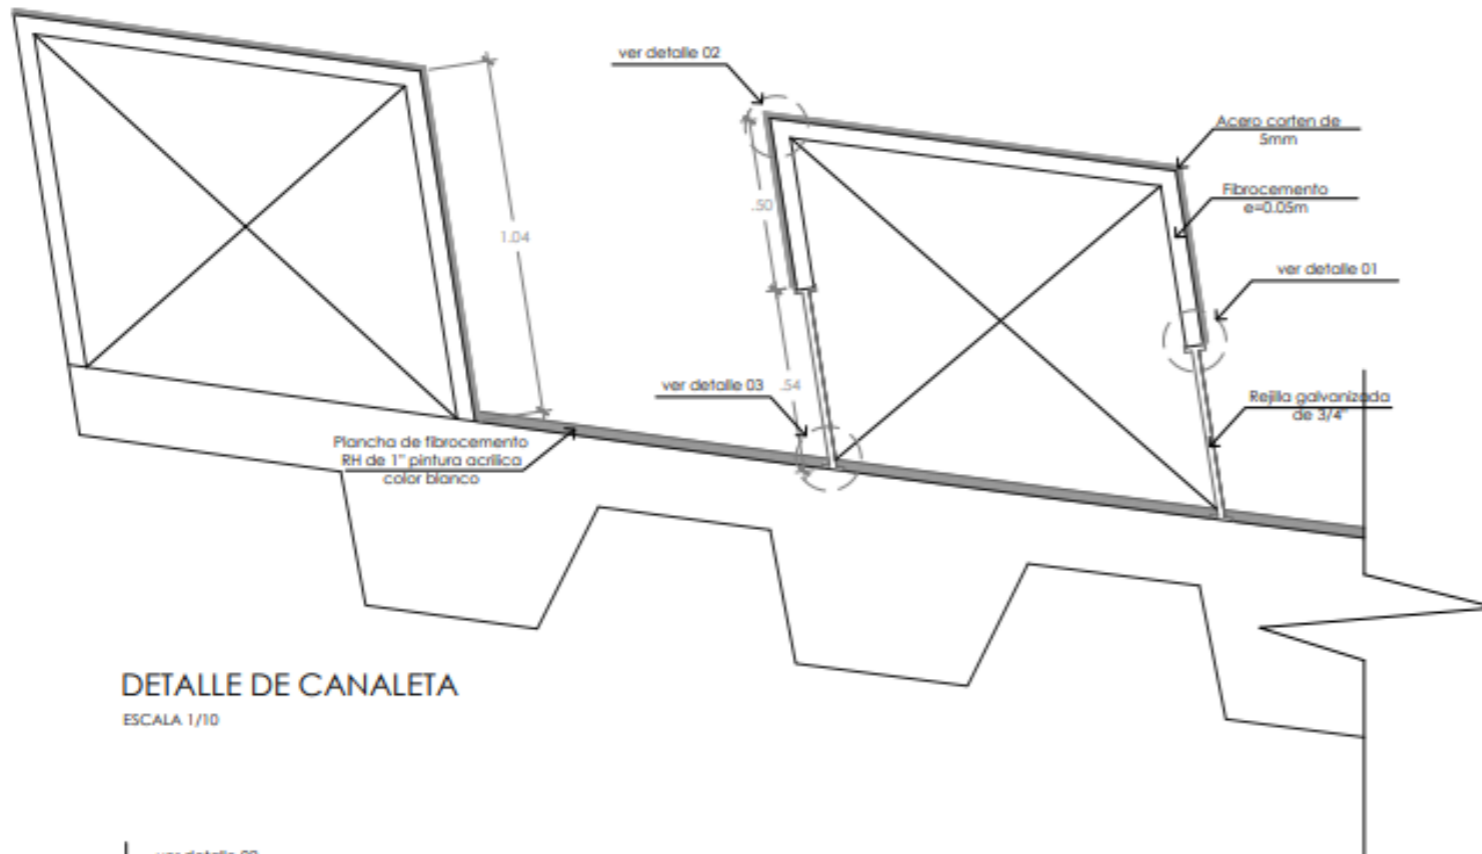 ver detalle 02
Acero corten de
5mm
Fibrocemento
e=0.05m
.50
1.04
ver detalle 01
ver detalle 03
.54
Rejilla galvanizada
de 3/4"
Plancha de fibrocemento
RH de 1" pintura acrilica
color blanco
DETALLE DE CANALETA
ESCALA 1/10